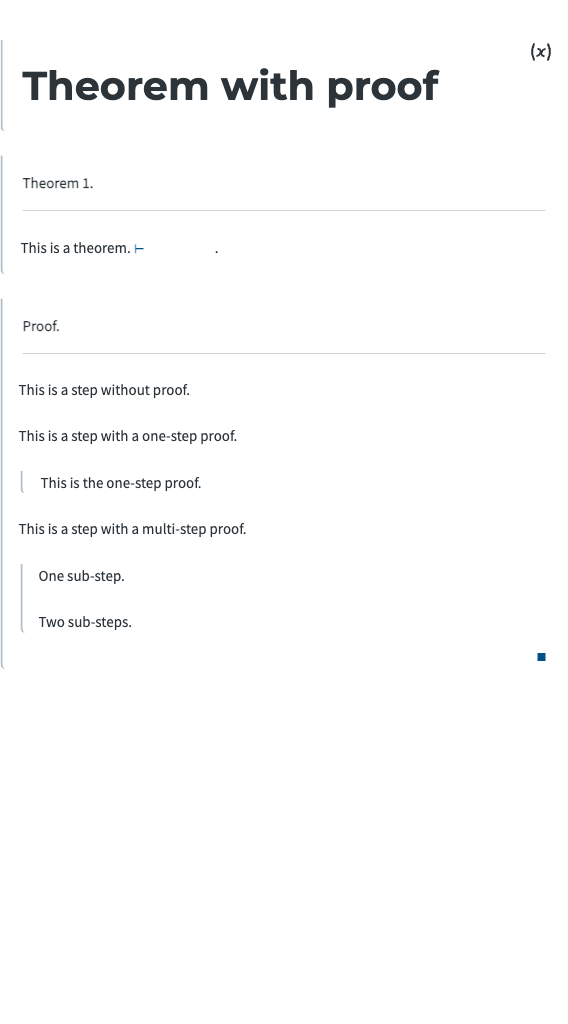 (x)
Theorem with proof
Theorem 1.
This is a theorem. ⊢ .
Proof.
This is a step without proof.
This is a step with a one-step proof.
This is the one-step proof.
This is a step with a multi-step proof.
One sub-step.
Two sub-steps.
■